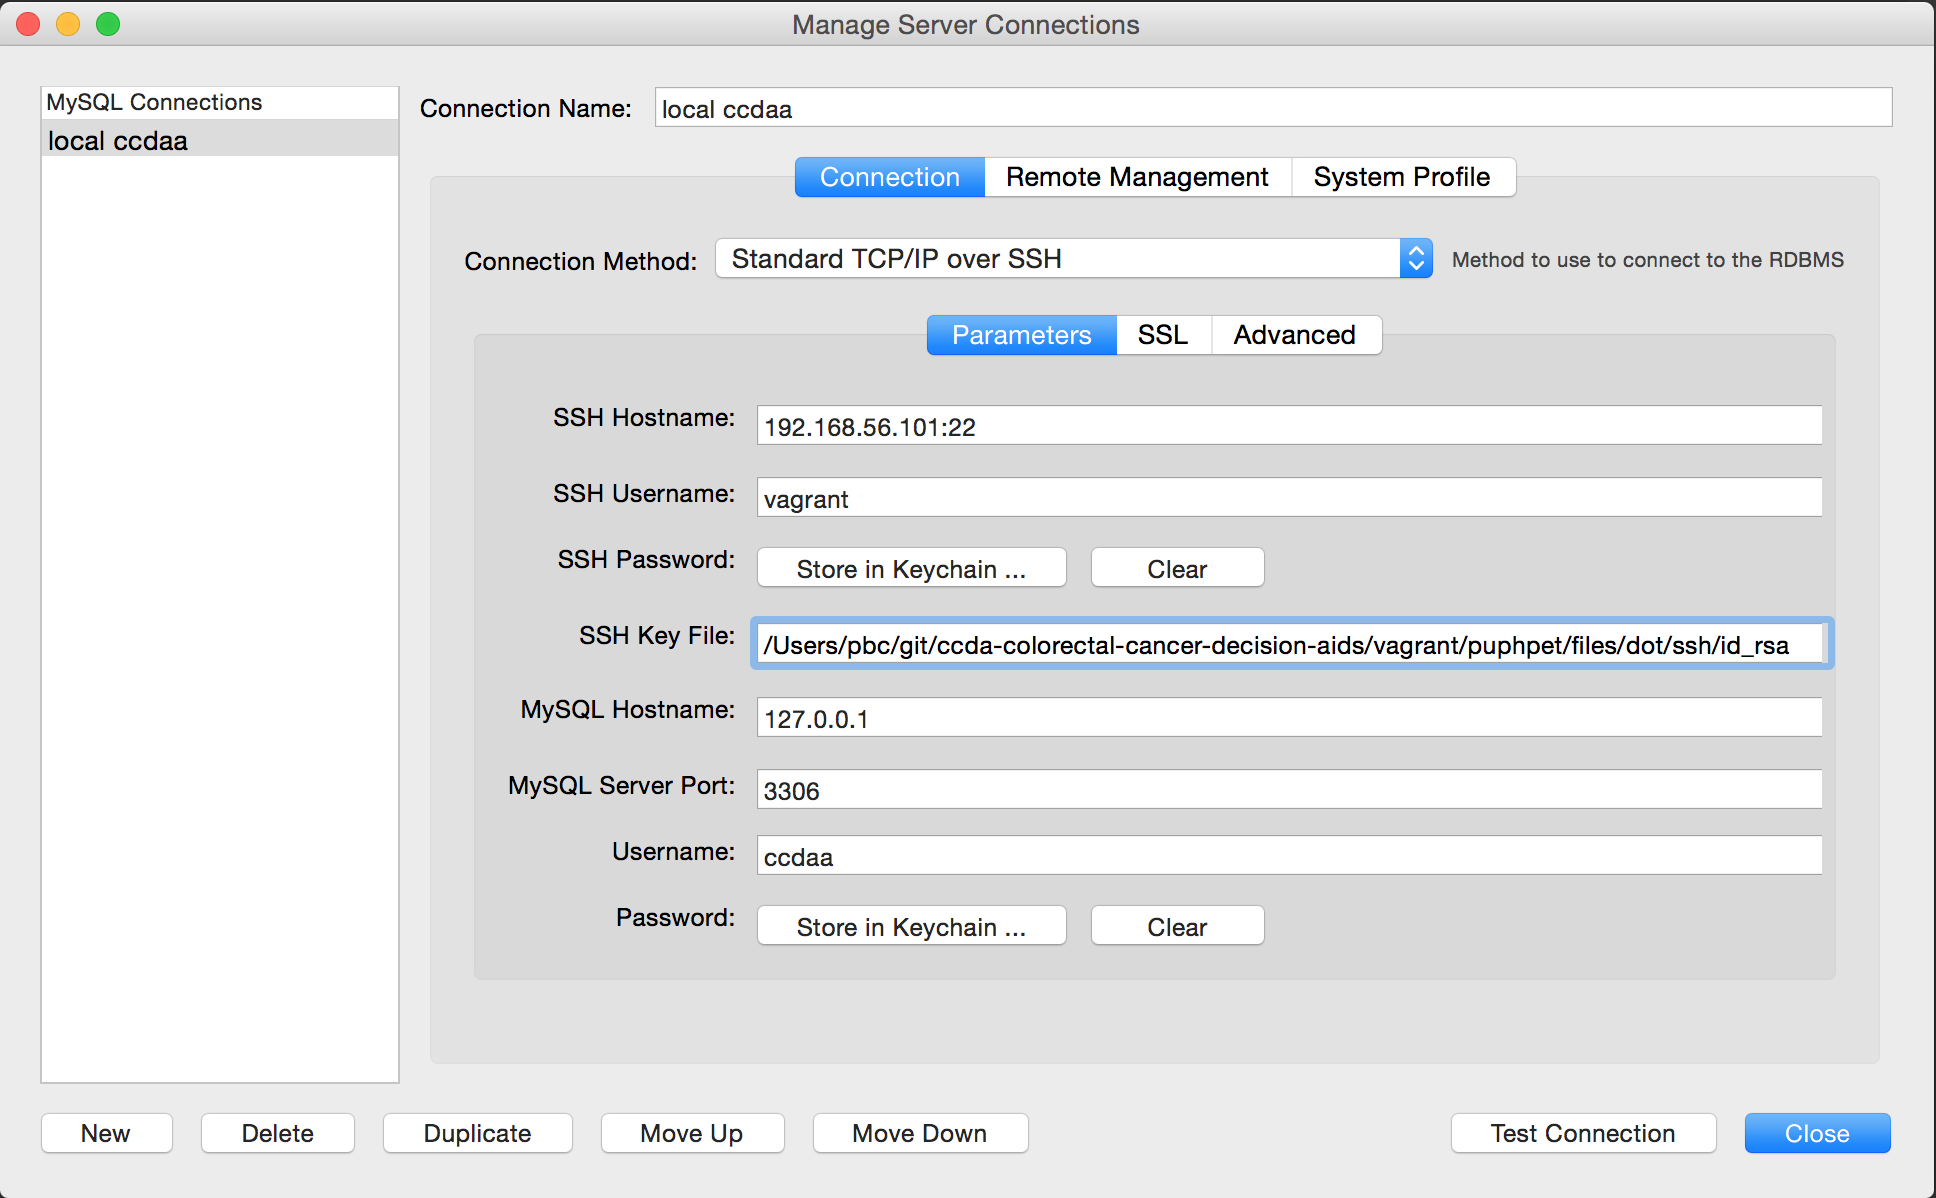 Manage Server Connections
MySQL Connections
local ccdaa
Connection Name: local ccdaa
Connection Remote Management System Profile
Connection Method: Standard TCP/IP over SSH Method to use to connect to the RDBMS
Parameters SSL Advanced
SSH Hostname: 192.168.56.101:22
SSH Username: vagrant
SSH Password: Store in Keychain ... Clear
SSH Key File: /Users/pbc/git/ccda-colorectal-cancer-decision-aids/vagrant/puphpet/files/dot/ssh/id_rsa
MySQL Hostname: 127.0.0.1
MySQL Server Port: 3306
Username: ccdaa
Password: Store in Keychain ... Clear
New Delete Duplicate Move Up Move Down Test Connection Close